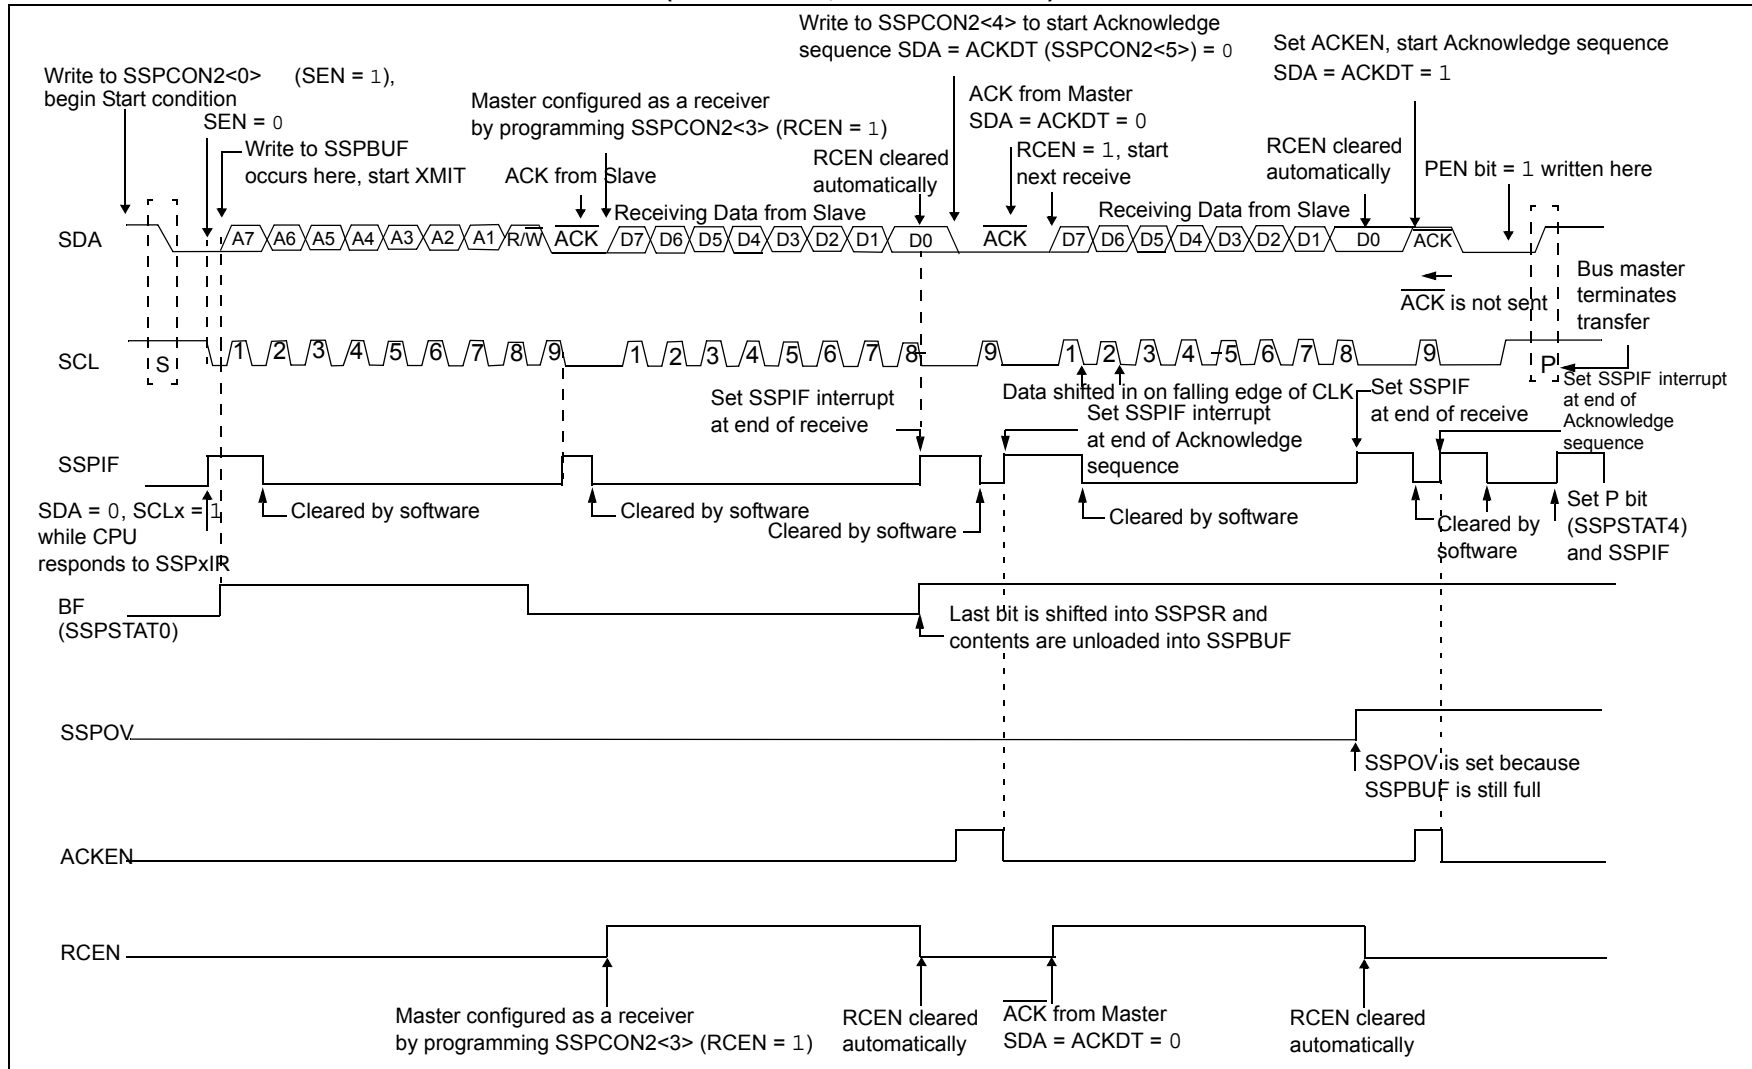 Write to SSPCON2<4> to start Acknowledge
sequence SDA = ACKDT (SSPCON2<5>) = 0
Set ACKEN, start Acknowledge sequence
SDA = ACKDT = 1
Write to SSPCON2<0> (SEN = 1),
begin Start condition
SEN = 0
Write to SSPBUF
occurs here, start XMIT
Master configured as a receiver
by programming SSPCON2<3> (RCEN = 1)
ACK from Slave
ACK from Master
SDA = ACKDT = 0
RCEN cleared
automatically
RCEN = 1, start
next receive
RCEN cleared
automatically
PEN bit = 1 written here
Receiving Data from Slave
Receiving Data from Slave
SDA A7 A6 A5 A4 A3 A2 A1 R/W ACK D7 D6 D5 D4 D3 D2 D1 D0 ACK D7 D6 D5 D4 D3 D2 D1 D0 ACK
ACK is not sent
Bus master
terminates
transfer
SCL S 1 2 3 4 5 6 7 8 9 1 2 3 4 5 6 7 8 9 1 2 3 4 5 6 7 8 9 P
Data shifted in on falling edge of CLK
Set SSPIF interrupt
at end of receive
Set SSPIF interrupt
at end of Acknowledge
sequence
Set SSPIF
at end of receive
Set SSPIF interrupt
at end of
Acknowledge
sequence
SSPIF
SDA = 0, SCLx = 1
while CPU
responds to SSPxIR
Cleared by software
Cleared by software
Cleared by software
Cleared by software
Cleared by
software
Set P bit
(SSPSTAT4)
and SSPIF
BF
(SSPSTAT0)
Last bit is shifted into SSPSR and
contents are unloaded into SSPBUF
SSPOV
SSPOV is set because
SSPBUF is still full
ACKEN
RCEN
Master configured as a receiver
by programming SSPCON2<3> (RCEN = 1)
RCEN cleared
automatically
ACK from Master
SDA = ACKDT = 0
RCEN cleared
automatically